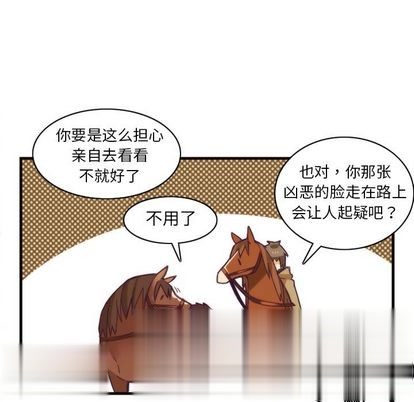 你要是这么担心
亲自去看看
不就好了
不用了
也对，你那张
凶恶的脸走在路上
会让人起疑吧？